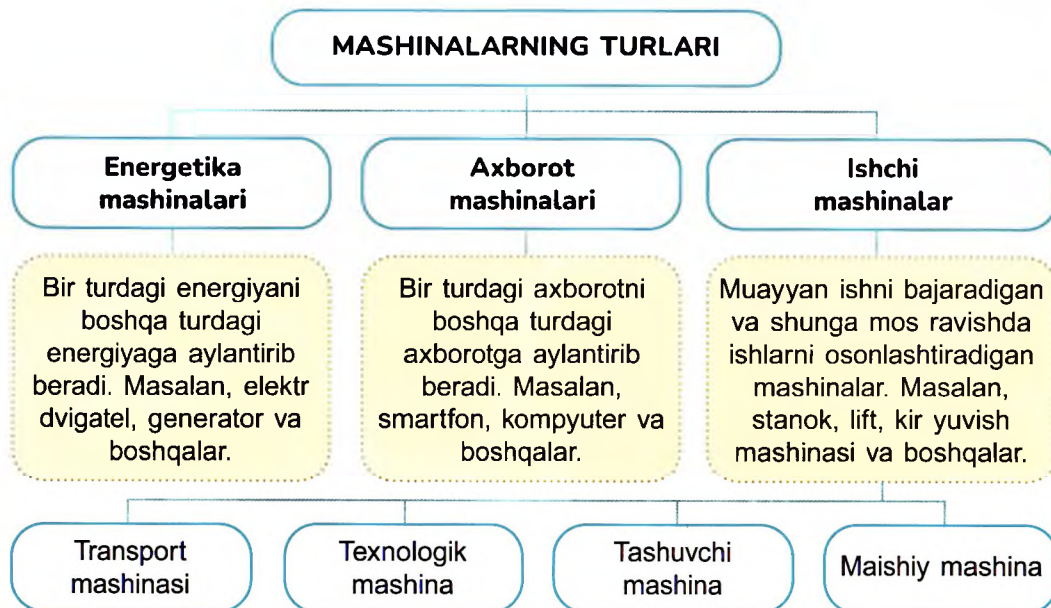 MASHINALARNING TURLARI
Energetika
mashinalari
Axborot
mashinalari
Ishchi
mashinalar
Bir turdagi energiyani
boshqa turdagi
energiyaga aylantirib
beradi. Masalan, elektr
dvigatel, generator va
boshqalar.
Bir turdagi axborotni
boshqa turdagi
axborotga aylantirib
beradi. Masalan,
smartfon, kompyuter va
boshqalar.
Muayyan ishni bajaradigan
va shunga mos ravishda
ishlarni osonlashtiradigan
mashinalar. Masalan,
stanok, lift, kir yuvish
mashinasi va boshqalar.
Transport
mashinasi
Texnologik
mashina
Tashuvchi
mashina
Maishiy mashina